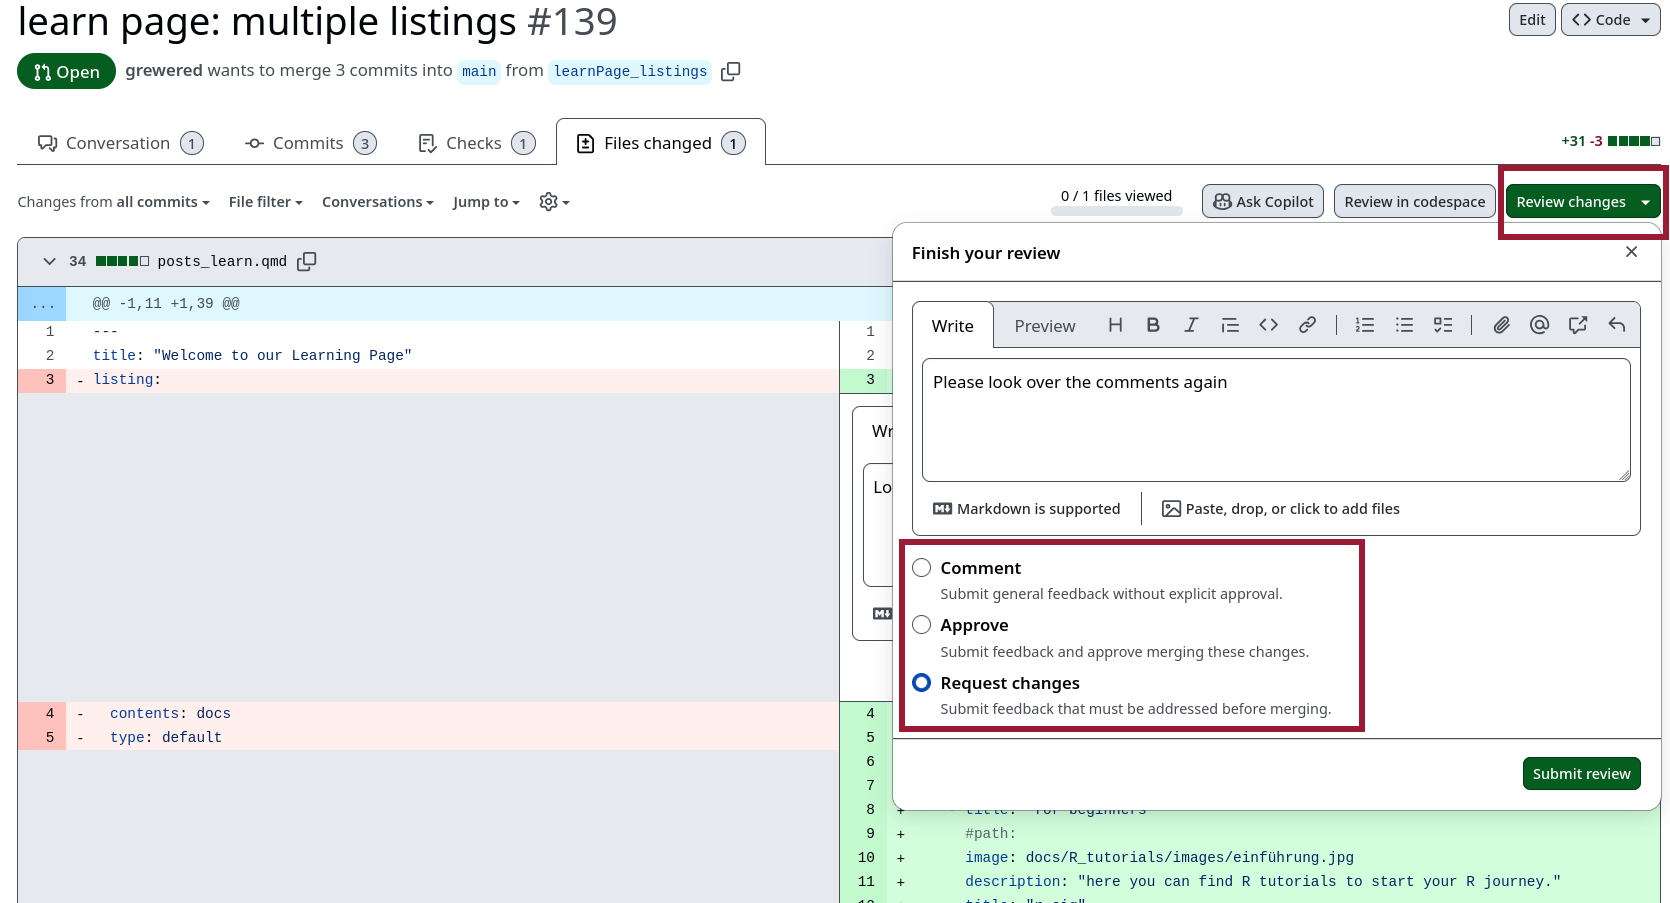 learn page: multiple listings #139
Edit
Code
Open
grewered wants to merge 3 commits into main from learnPage_listings
Conversation 1
Commits 3
Checks 1
Files changed 1
+31 -3
Changes from all commits
File filter
Conversations
Jump to
0 / 1 files viewed
Ask Copilot
Review in codespace
Review changes
34 posts_learn.qmd
... @@ -1,11 +1,39 @@
1 ---
2 title: "Welcome to our Learning Page"
3 - listing:
4 - contents: docs
5 - type: default
1
2
3
Wr
Lo
Finish your review
Write
Preview
Please look over the comments again
Markdown is supported
Paste, drop, or click to add files
Comment
Submit general feedback without explicit approval.
Approve
Submit feedback and approve merging these changes.
Request changes
Submit feedback that must be addressed before merging.
Submit review
4
5
6
7
8 + title: "For beginners"
9 + #path:
10 + image: docs/R_tutorials/images/einführung.jpg
11 + description: "here you can find R tutorials to start your R journey."